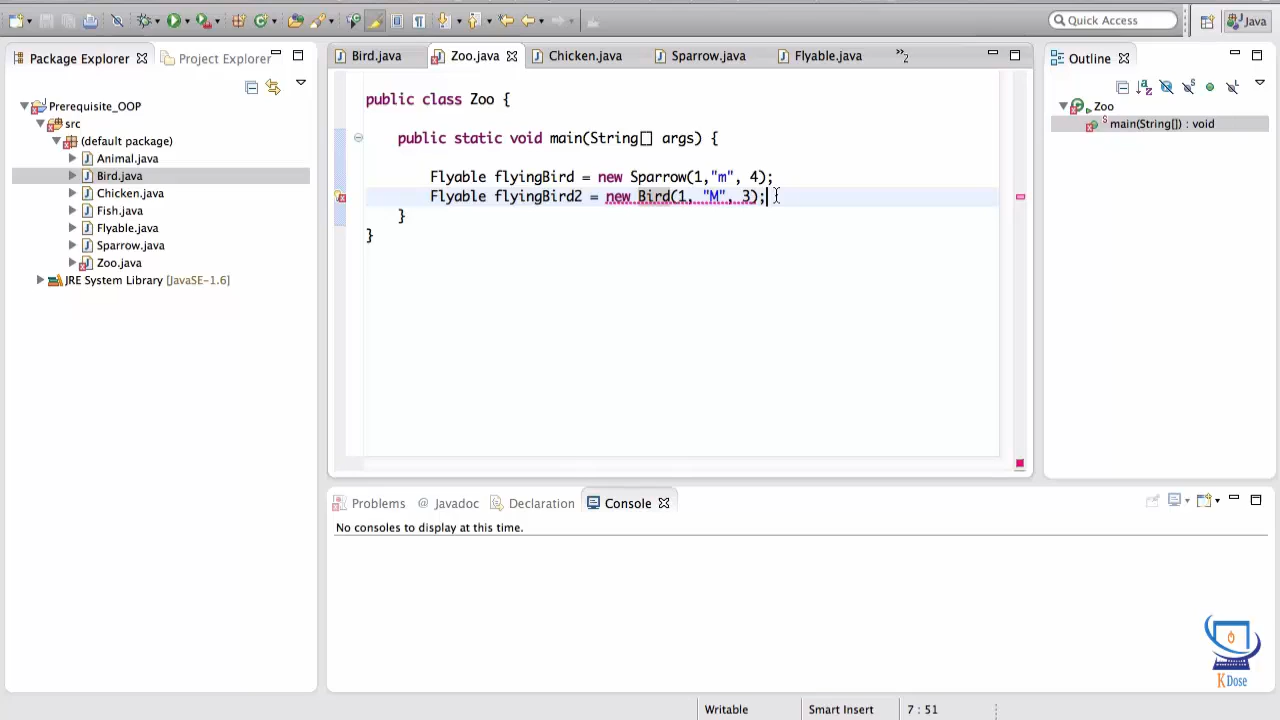 Quick Access
Java
Package Explorer
Project Explorer
Prerequisite_OOP
src
(default package)
Animal.java
Bird.java
Chicken.java
Fish.java
Flyable.java
Sparrow.java
Zoo.java
JRE System Library [JavaSE-1.6]
Bird.java
Zoo.java
Chicken.java
Sparrow.java
Flyable.java
»2
public class Zoo {
public static void main(String[] args) {
Flyable flyingBird = new Sparrow(1,"m", 4);
Flyable flyingBird2 = new Bird(1, "M", 3);
}
}
Outline
Zoo
main(String[]) : void
Problems
@ Javadoc
Declaration
Console
No consoles to display at this time.
K Dose
Writable
Smart Insert
7 : 51